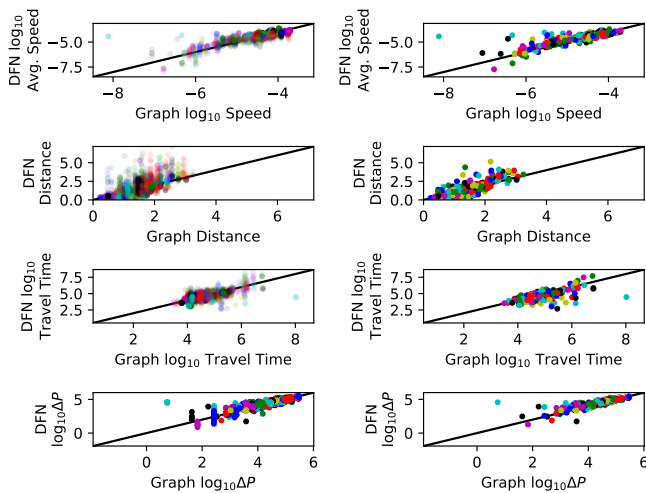 DFN log₁₀
Avg. Speed
−5.0
−7.5
−8
−6
−4
Graph log₁₀ Speed
DFN log₁₀
Avg. Speed
−5.0
−7.5
−8
−6
−4
Graph log₁₀ Speed
DFN
Distance
5.0
2.5
0.0
0
2
4
6
Graph Distance
DFN
Distance
5.0
2.5
0.0
0
2
4
6
Graph Distance
DFN log₁₀
Travel Time
7.5
5.0
2.5
2
4
6
8
Graph log₁₀ Travel Time
DFN log₁₀
Travel Time
7.5
5.0
2.5
2
4
6
8
Graph log₁₀ Travel Time
DFN
log₁₀ΔP
5
0
0
2
4
6
Graph log₁₀ΔP
DFN
log₁₀ΔP
5
0
0
2
4
6
Graph log₁₀ΔP